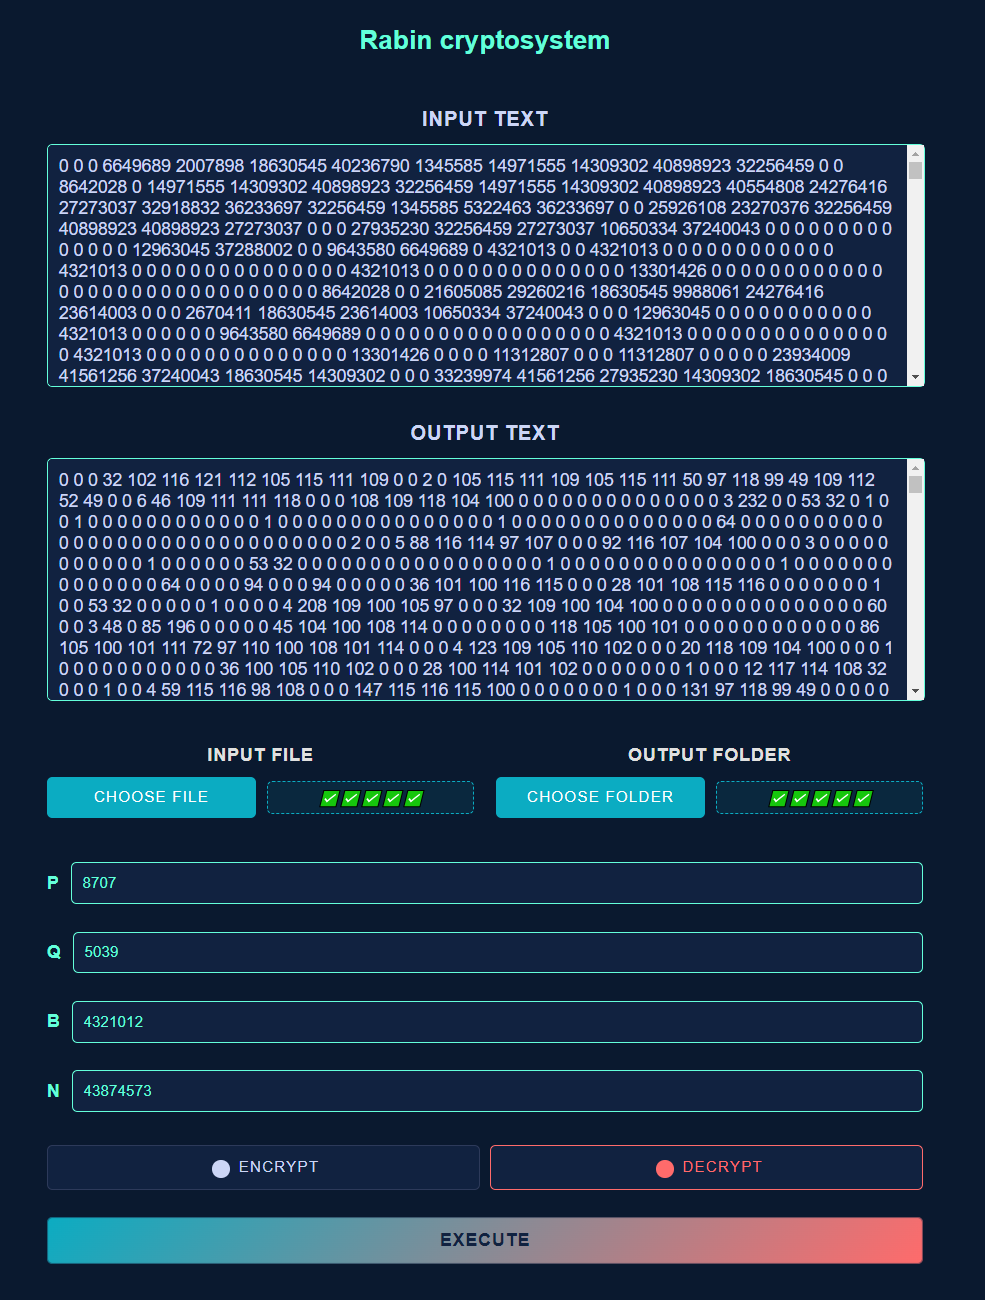 Rabin cryptosystem
INPUT TEXT
0 0 0 6649689 2007898 18630545 40236790 1345585 14971555 14309302 40898923 32256459 0 0
8642028 0 14971555 14309302 40898923 32256459 14971555 14309302 40898923 40554808 24276416
27273037 32918832 36233697 32256459 1345585 5322463 36233697 0 0 25926108 23270376 32256459
40898923 40898923 27273037 0 0 0 27935230 32256459 27273037 10650334 37240043 0 0 0 0 0 0 0 0 0
0 0 0 0 0 12963045 37288002 0 0 9643580 6649689 0 4321013 0 0 4321013 0 0 0 0 0 0 0 0 0 0 0 0
4321013 0 0 0 0 0 0 0 0 0 0 0 0 0 0 0 4321013 0 0 0 0 0 0 0 0 0 0 0 0 0 0 13301426 0 0 0 0 0 0 0 0 0 0 0 0
0 0 0 0 0 0 0 0 0 0 0 0 0 0 0 0 0 0 8642028 0 0 21605085 29260216 18630545 9988061 24276416
23614003 0 0 0 2670411 18630545 23614003 10650334 37240043 0 0 0 12963045 0 0 0 0 0 0 0 0 0 0 0
4321013 0 0 0 0 0 0 9643580 6649689 0 0 0 0 0 0 0 0 0 0 0 0 0 0 0 0 0 4321013 0 0 0 0 0 0 0 0 0 0 0 0 0 0
0 4321013 0 0 0 0 0 0 0 0 0 0 0 0 0 13301426 0 0 0 0 11312807 0 0 0 11312807 0 0 0 0 0 23934009
41561256 37240043 18630545 14309302 0 0 0 33239974 41561256 27935230 14309302 18630545 0 0 0
OUTPUT TEXT
0 0 0 32 102 116 121 112 105 115 111 109 0 0 2 0 105 115 111 109 105 115 111 50 97 118 99 49 109 112
52 49 0 0 6 46 109 111 111 118 0 0 0 108 109 118 104 100 0 0 0 0 0 0 0 0 0 0 0 0 0 0 3 232 0 0 53 32 0 1 0
0 1 0 0 0 0 0 0 0 0 0 0 0 0 1 0 0 0 0 0 0 0 0 0 0 0 0 0 0 0 1 0 0 0 0 0 0 0 0 0 0 0 0 0 0 64 0 0 0 0 0 0 0 0 0 0
0 0 0 0 0 0 0 0 0 0 0 0 0 0 0 0 0 0 0 0 2 0 0 5 88 116 114 97 107 0 0 0 92 116 107 104 100 0 0 0 3 0 0 0 0 0
0 0 0 0 0 0 1 0 0 0 0 0 0 53 32 0 0 0 0 0 0 0 0 0 0 0 0 0 0 0 0 0 1 0 0 0 0 0 0 0 0 0 0 0 0 0 0 0 1 0 0 0 0 0 0 0
0 0 0 0 0 0 0 64 0 0 0 0 94 0 0 0 94 0 0 0 0 0 36 101 100 116 115 0 0 0 28 101 108 115 116 0 0 0 0 0 0 0 1
0 0 53 32 0 0 0 0 0 1 0 0 0 0 4 208 109 100 105 97 0 0 0 32 109 100 104 100 0 0 0 0 0 0 0 0 0 0 0 0 0 0 60
0 0 3 48 0 85 196 0 0 0 0 0 45 104 100 108 114 0 0 0 0 0 0 0 0 118 105 100 101 0 0 0 0 0 0 0 0 0 0 0 0 86
105 100 101 111 72 97 110 100 108 101 114 0 0 0 4 123 109 105 110 102 0 0 0 20 118 109 104 100 0 0 0 1
0 0 0 0 0 0 0 0 0 0 0 36 100 105 110 102 0 0 0 28 100 114 101 102 0 0 0 0 0 0 0 1 0 0 0 12 117 114 108 32
0 0 0 1 0 0 4 59 115 116 98 108 0 0 0 147 115 116 115 100 0 0 0 0 0 0 0 1 0 0 0 131 97 118 99 49 0 0 0 0 0
INPUT FILE
OUTPUT FOLDER
CHOOSE FILE
CHOOSE FOLDER
P
8707
Q
5039
B
4321012
N
43874573
ENCRYPT
DECRYPT
EXECUTE